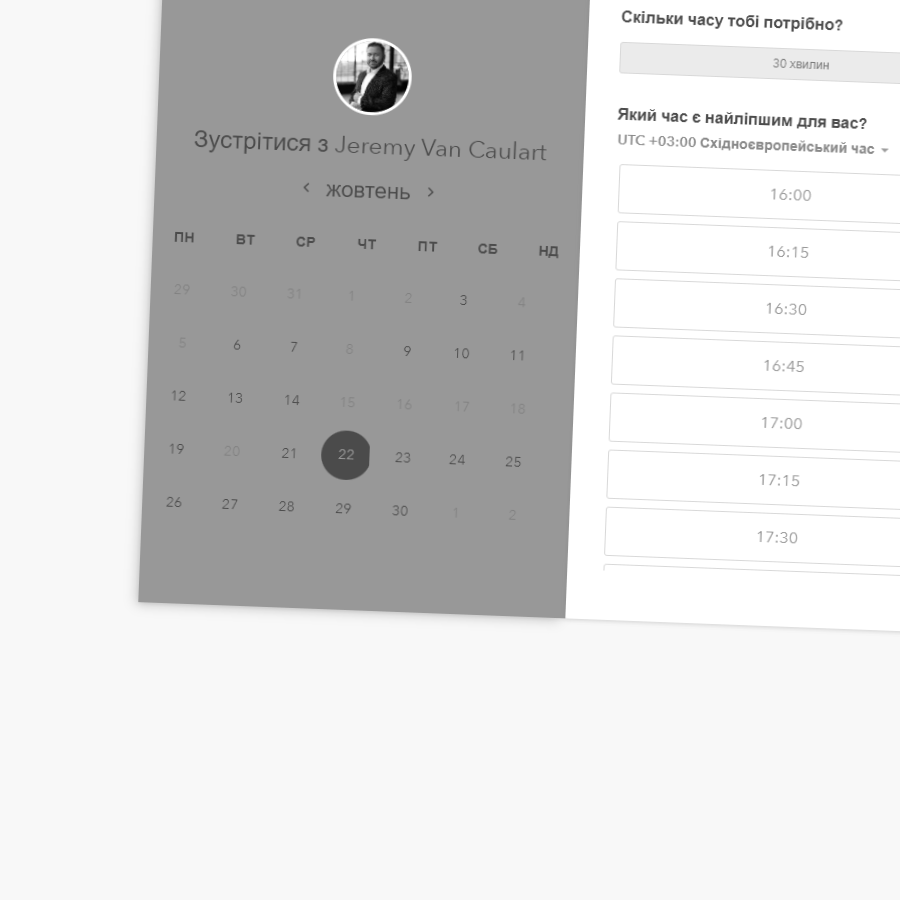 Зустрітися з Jeremy Van Caulart
жовтень
ПН ВТ СР ЧТ ПТ СБ НД
29 30 31 1 2 3 4
5 6 7 8 9 10 11
12 13 14 15 16 17 18
19 20 21 22 23 24 25
26 27 28 29 30 1 2
Скільки часу тобі потрібно?
30 хвилин
Який час є найліпшим для вас?
UTC +03:00 Східноєвропейський час
16:00
16:15
16:30
16:45
17:00
17:15
17:30